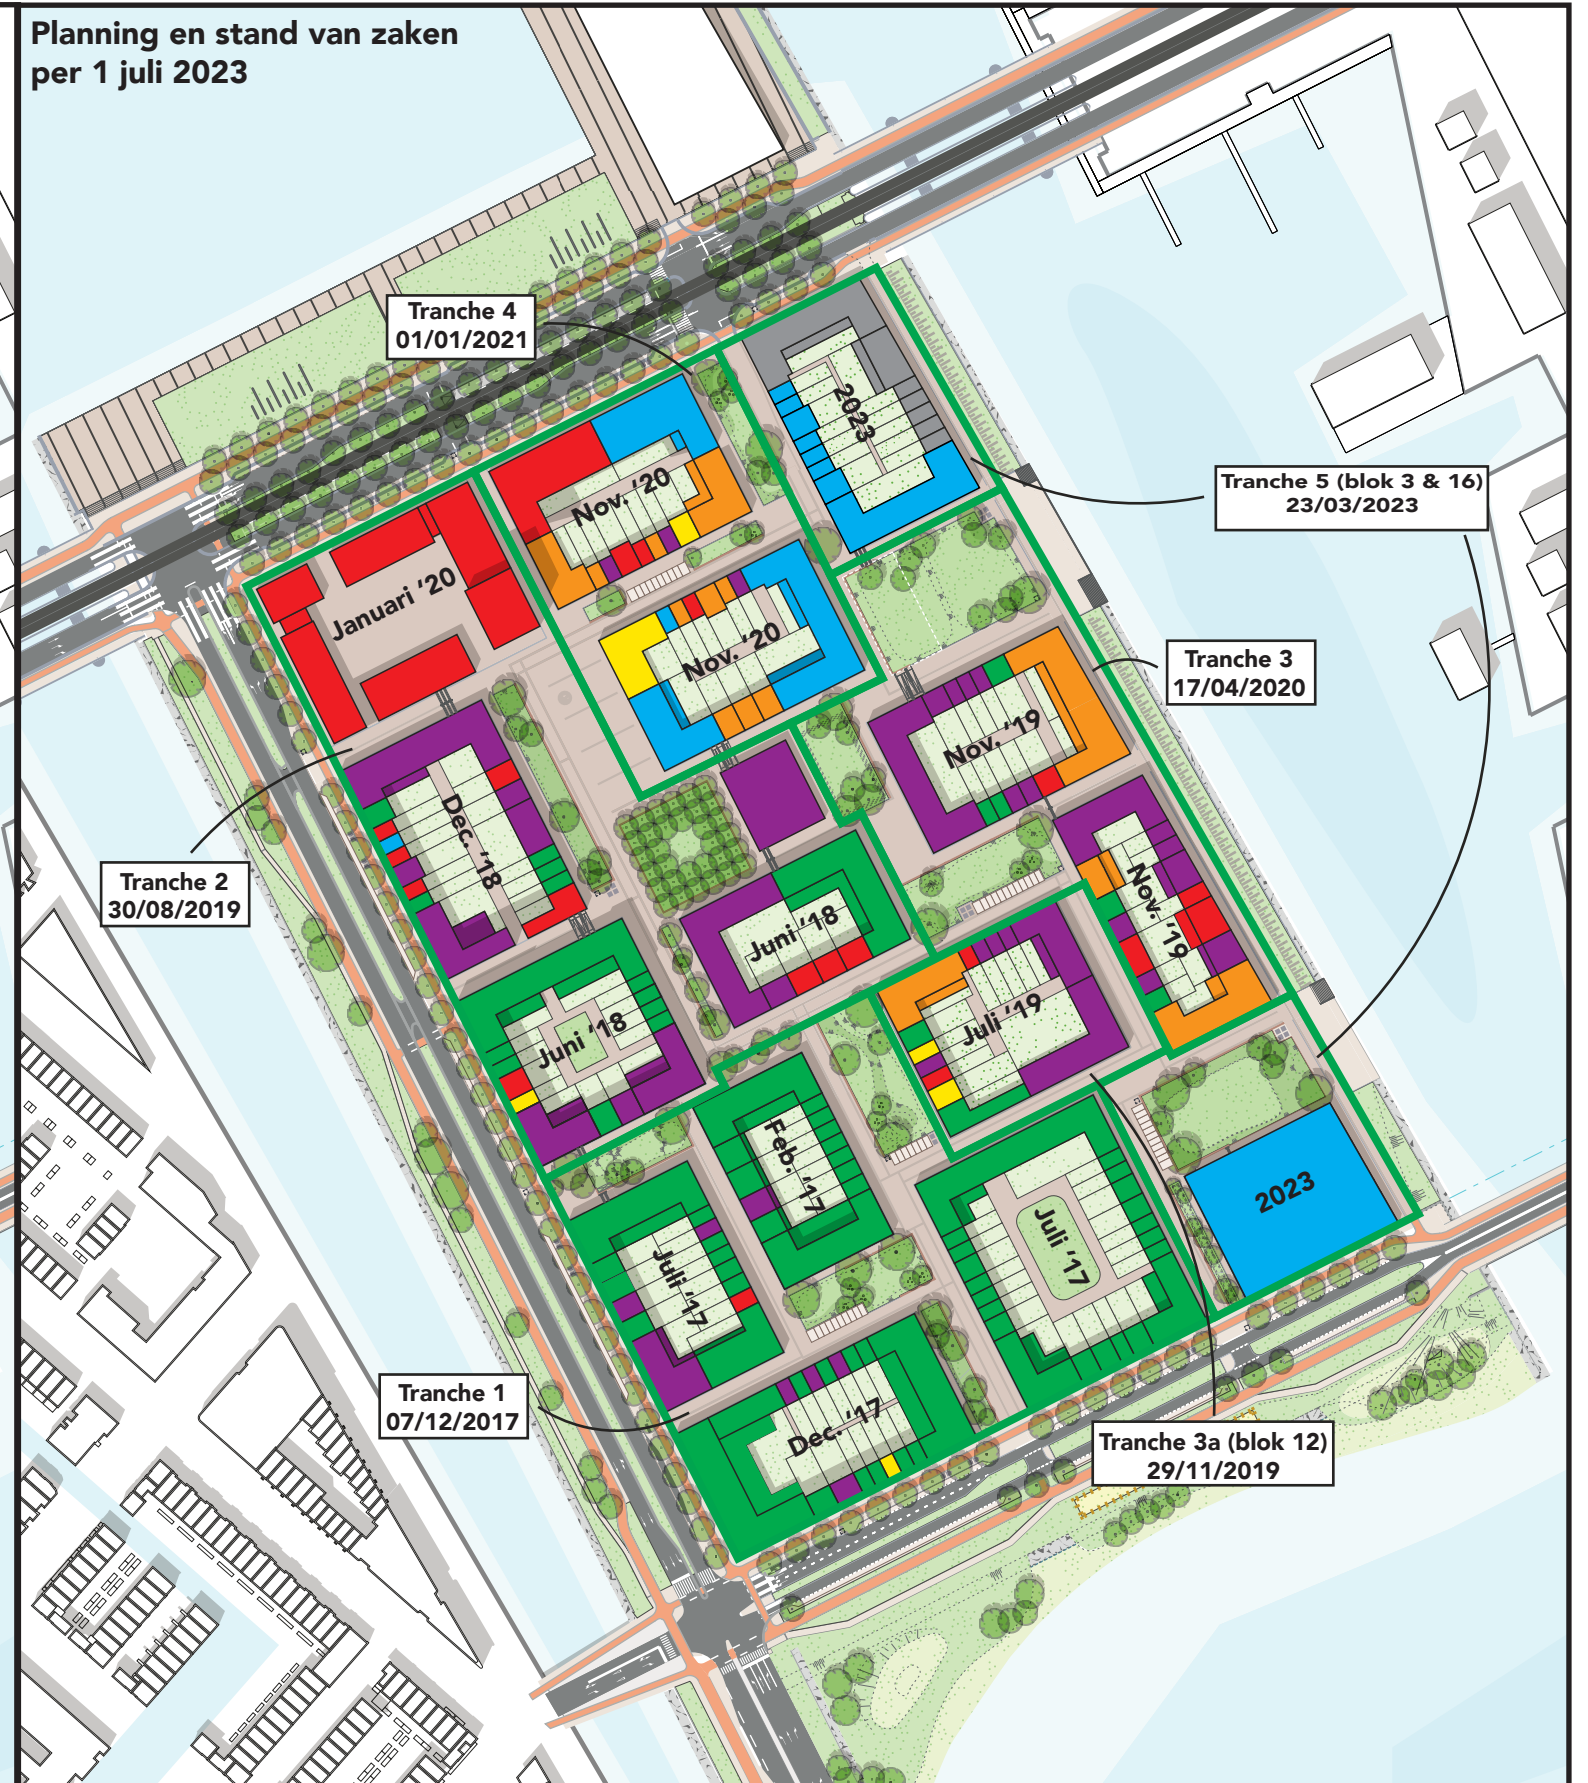 Planning en stand van zaken
per 1 juli 2023
Tranche 4
01/01/2021
2023
Nov. '20
Tranche 5 (blok 3 & 16)
23/03/2023
Januari '20
Nov. '20
Tranche 3
17/04/2020
Nov. '19
Dec. '18
Tranche 2
30/08/2019
Nov. '19
Juni '18
Juli '19
Juni '18
Feb. '17
2023
Juli '17
Juli '17
Tranche 1
07/12/2017
Dec. '17
Tranche 3a (blok 12)
29/11/2019